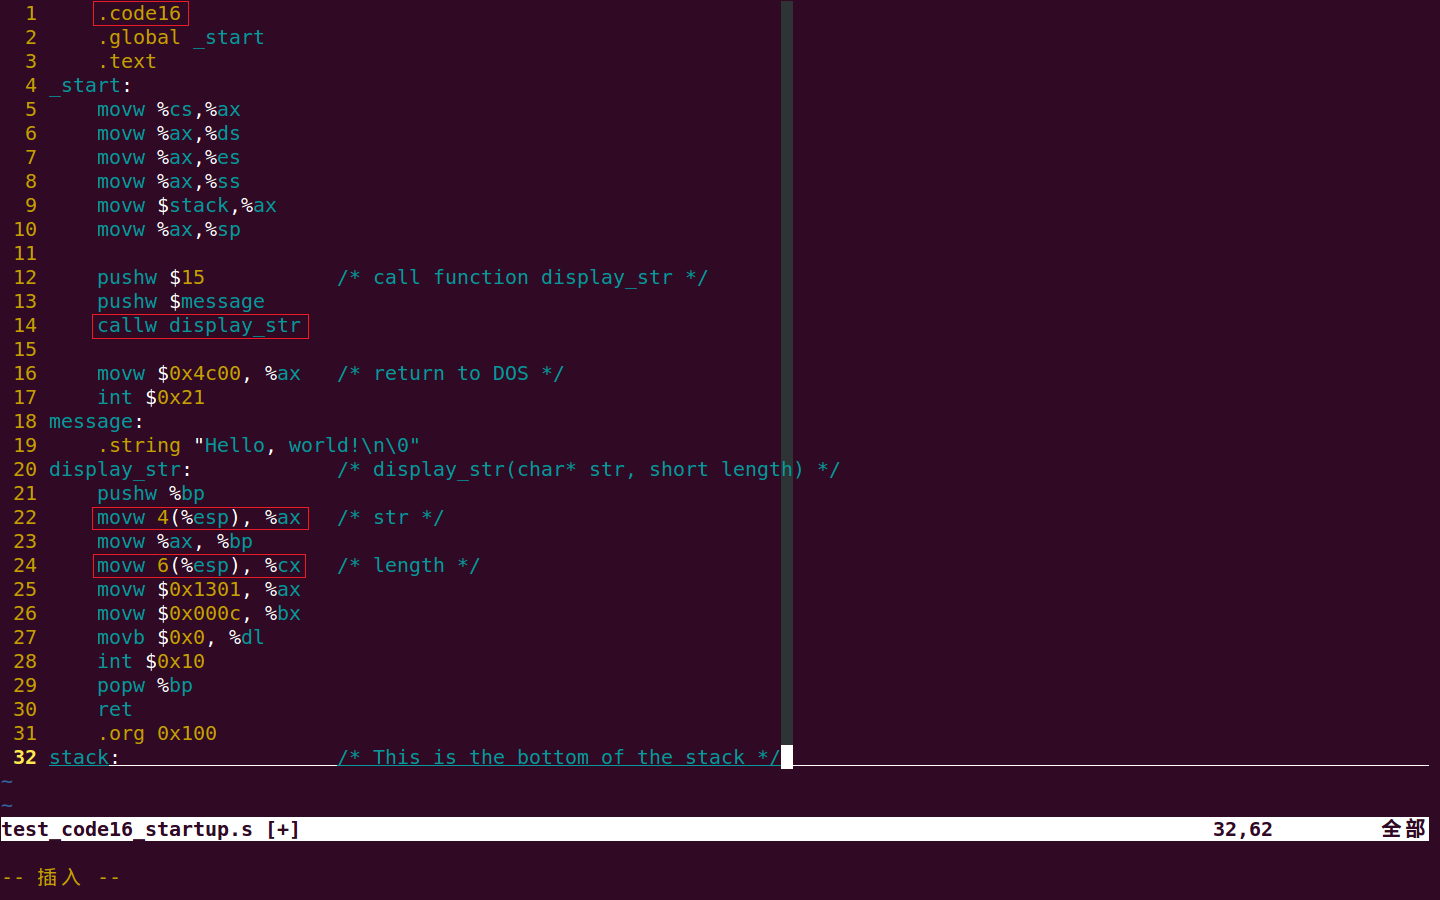 1     .code16
2     .global _start
3     .text
4 _start:
5     movw %cs,%ax
6     movw %ax,%ds
7     movw %ax,%es
8     movw %ax,%ss
9     movw $stack,%ax
10     movw %ax,%sp
11
12     pushw $15           /* call function display_str */
13     pushw $message
14     callw display_str
15
16     movw $0x4c00, %ax   /* return to DOS */
17     int $0x21
18 message:
19     .string "Hello, world!\n\0"
20 display_str:            /* display_str(char* str, short length) */
21     pushw %bp
22     movw 4(%esp), %ax   /* str */
23     movw %ax, %bp
24     movw 6(%esp), %cx   /* length */
25     movw $0x1301, %ax
26     movw $0x000c, %bx
27     movb $0x0, %dl
28     int $0x10
29     popw %bp
30     ret
31     .org 0x100
32 stack:                  /* This is the bottom of the stack */
~
~
test_code16_startup.s [+]     32,62     全部
-- 插入 --